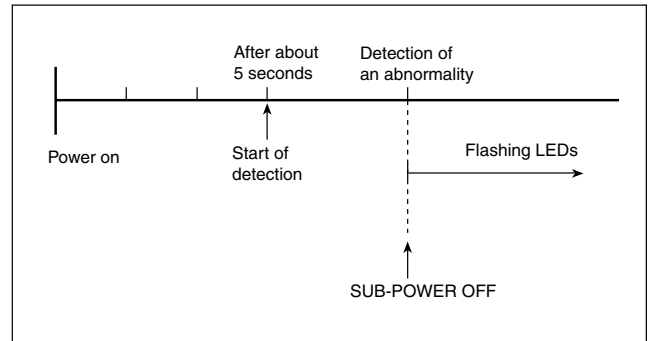 After about
5 seconds
Detection of
an abnormality
Power on
Start of
detection
Flashing LEDs
SUB-POWER OFF